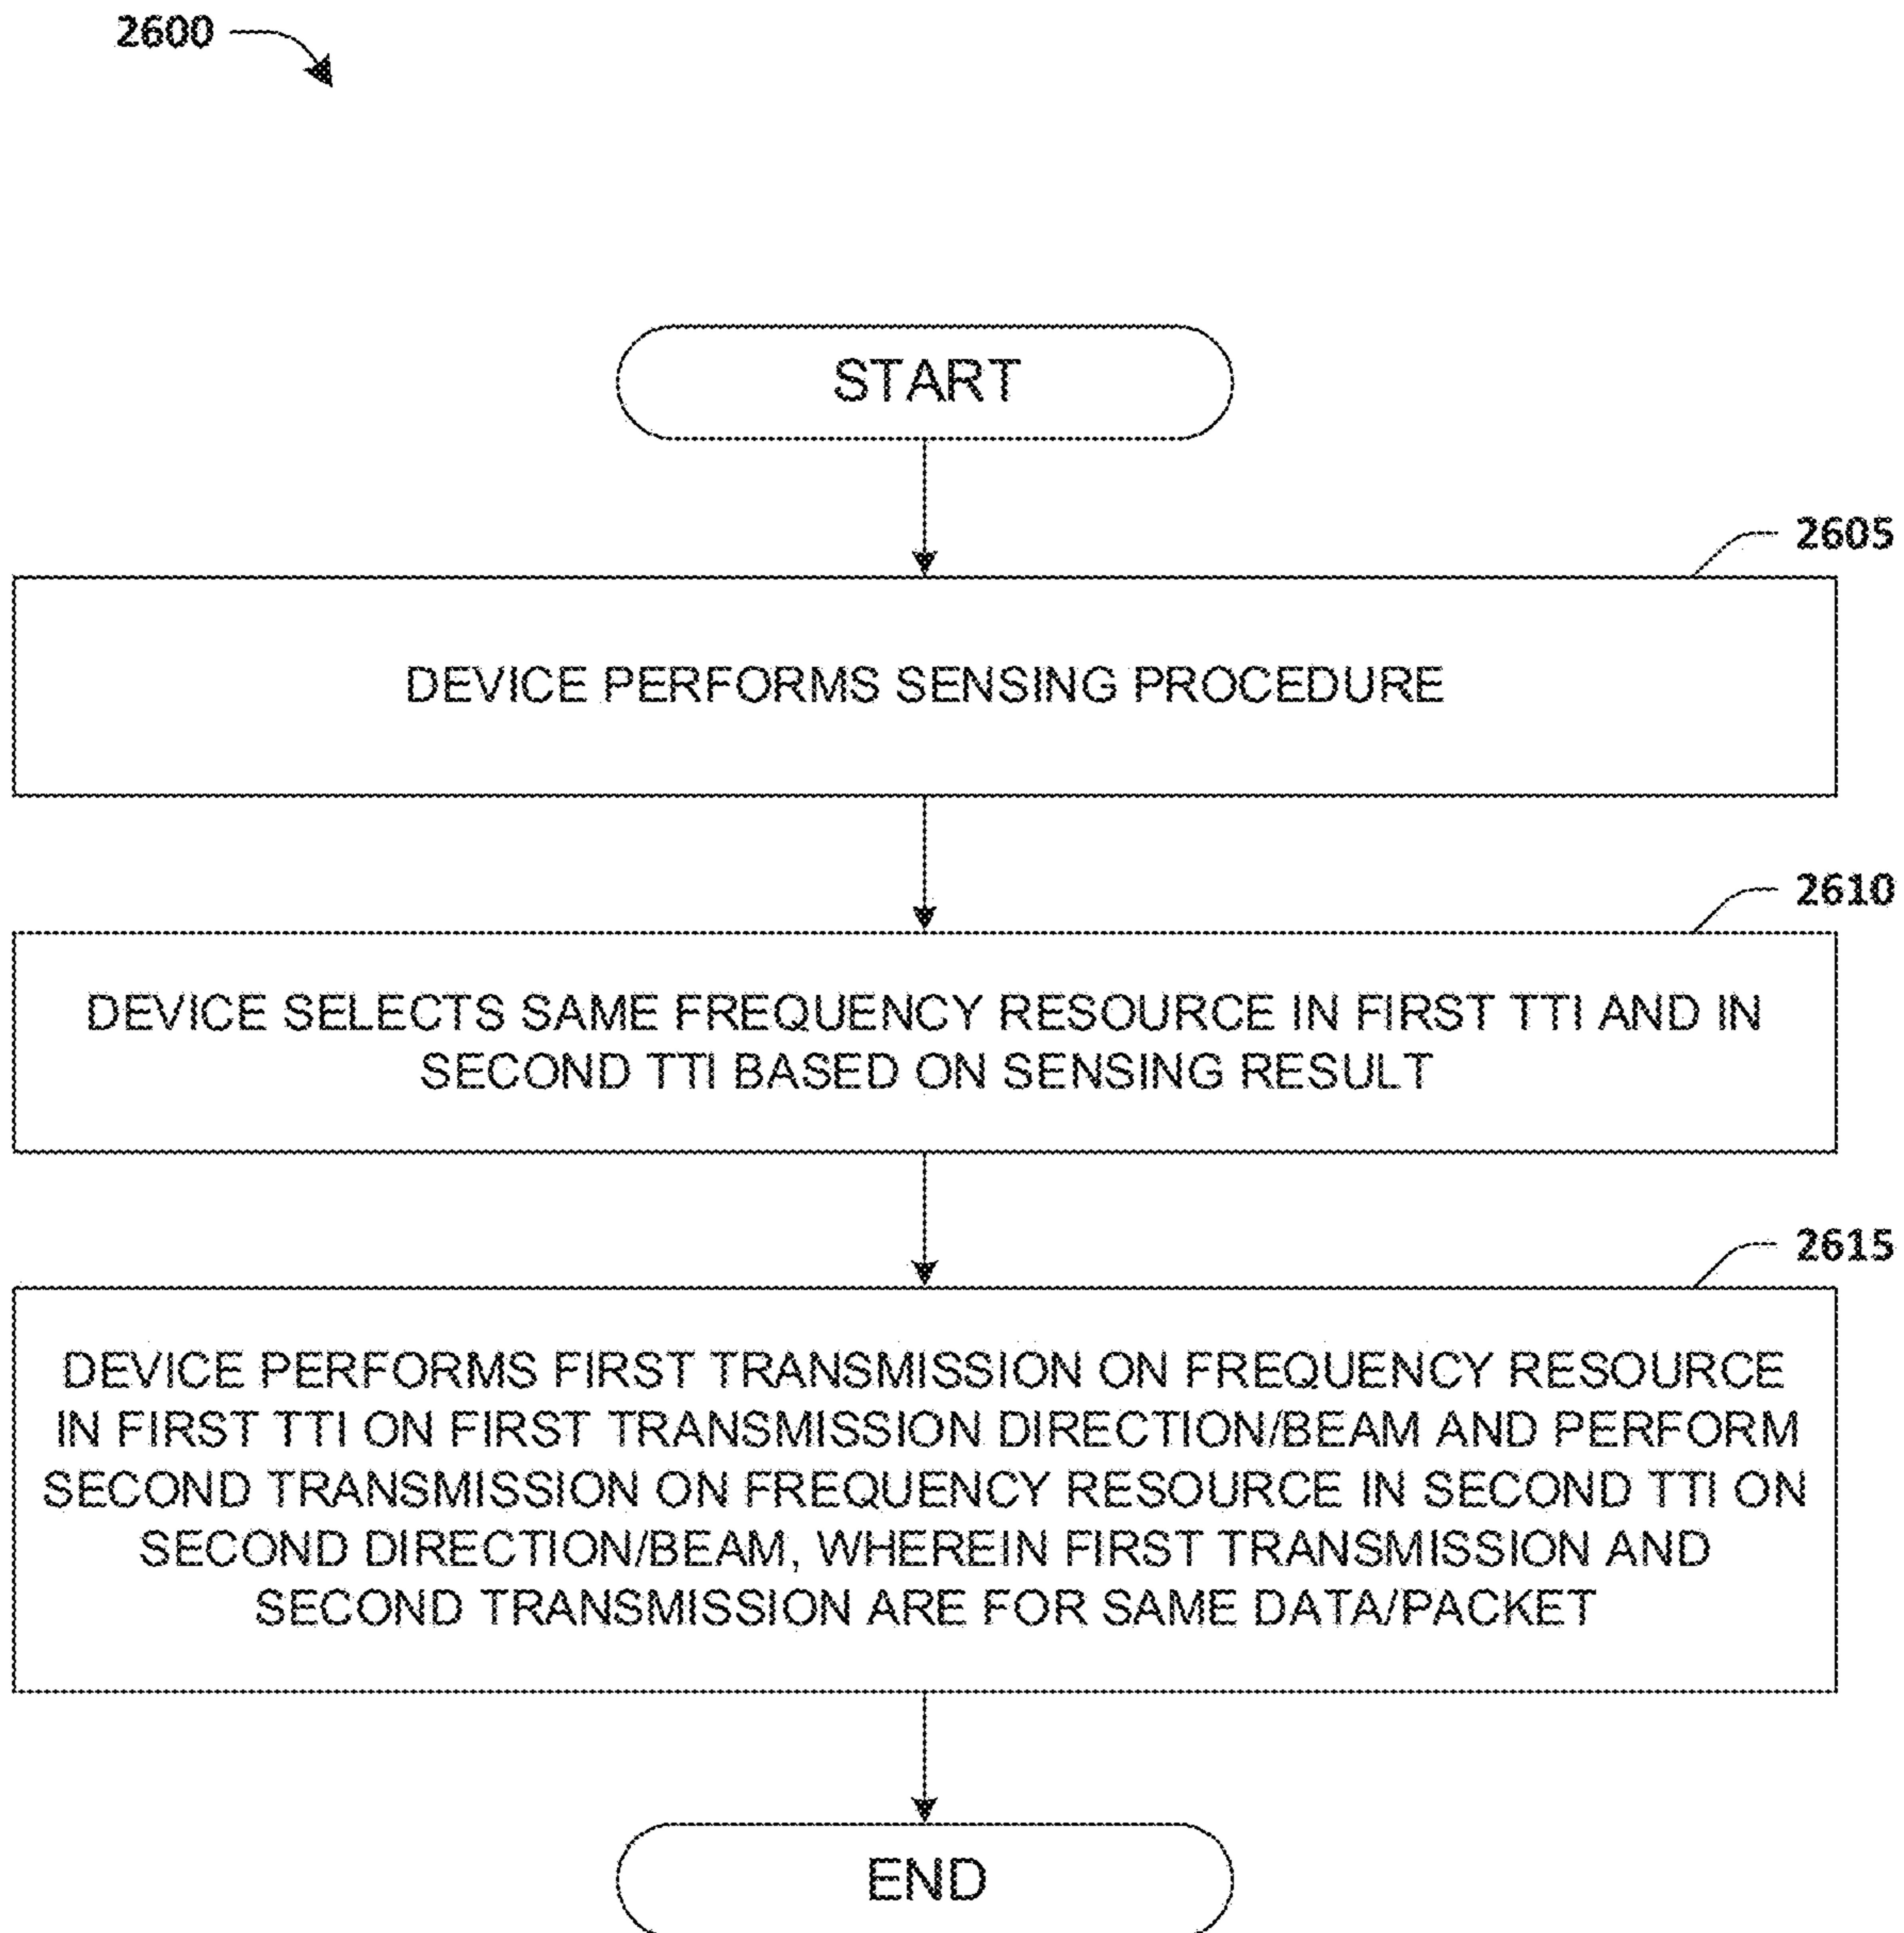 2600
START
2605
DEVICE PERFORMS SENSING PROCEDURE
2610
DEVICE SELECTS SAME FREQUENCY RESOURCE IN FIRST TTI AND IN
SECOND TTI BASED ON SENSING RESULT
2615
DEVICE PERFORMS FIRST TRANSMISSION ON FREQUENCY RESOURCE
IN FIRST TTI ON FIRST TRANSMISSION DIRECTION/BEAM AND PERFORM
SECOND TRANSMISSION ON FREQUENCY RESOURCE IN SECOND TTI ON
SECOND DIRECTION/BEAM, WHEREIN FIRST TRANSMISSION AND
SECOND TRANSMISSION ARE FOR SAME DATA/PACKET
END